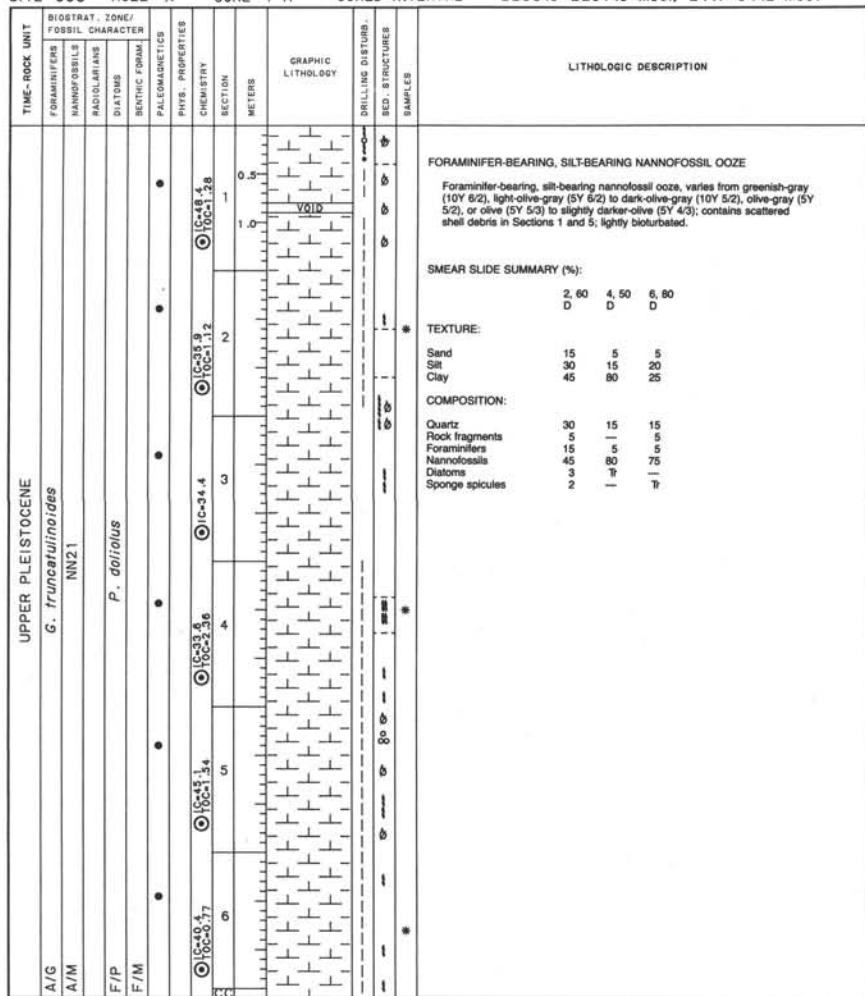 BIOSTRAT. ZONE/
FOSSIL CHARACTER
TIME-ROCK UNIT
FORAMINIFERS
NANNOFOSSILS
RADIOLARIANS
DIATOMS
BENTHIC FORAM.
PALEOMAGNETICS
PHYS. PROPERTIES
CHEMISTRY
SECTION
METERS
GRAPHIC
LITHOLOGY
DRILLING DISTURB.
SED. STRUCTURES
SAMPLES
LITHOLOGIC DESCRIPTION
UPPER PLEISTOCENE
G. truncatulinoides
NN21
P. doliolus
A/G
A/M
F/P
F/M
IC=48.4
TOC=1.28
IC=35.9
TOC=1.12
IC=34.4
IC=33.6
TOC=2.36
IC=45.1
TOC=1.54
IC=40.4
TOC=0.77
1
2
3
4
5
6
CC
0.5
1.0
VOID
*
*
*
FORAMINIFER-BEARING, SILT-BEARING NANNOFOSSIL OOZE
Foraminifer-bearing, silt-bearing nannofossil ooze, varies from greenish-gray
(10Y 6/2), light-olive-gray (5Y 6/2) to dark-olive-gray (10Y 5/2), olive-gray (5Y
5/2), or olive (5Y 5/3) to slightly darker-olive (5Y 4/3); contains scattered
shell debris in Sections 1 and 5; lightly bioturbated.
SMEAR SLIDE SUMMARY (%):
2, 60 4, 50 6, 80
D D D
TEXTURE:
Sand 15 5 5
Silt 30 15 20
Clay 45 80 25
COMPOSITION:
Quartz 30 15 15
Rock fragments 5 — 5
Foraminifers 15 5 5
Nannofossils 45 80 75
Diatoms 3 Tr —
Sponge spicules 2 — Tr